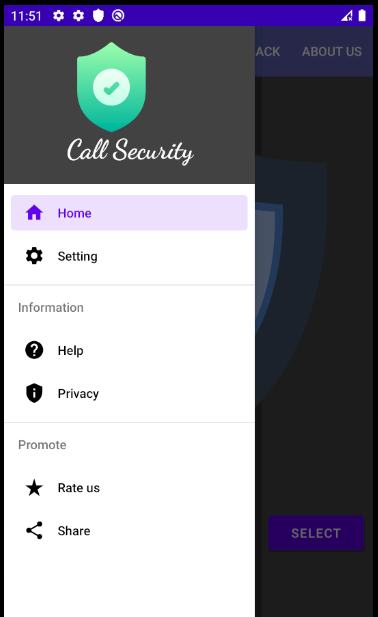 11:51
ACK ABOUT US
Call Security
Home
Setting
Information
Help
Privacy
Promote
Rate us
Share
SELECT